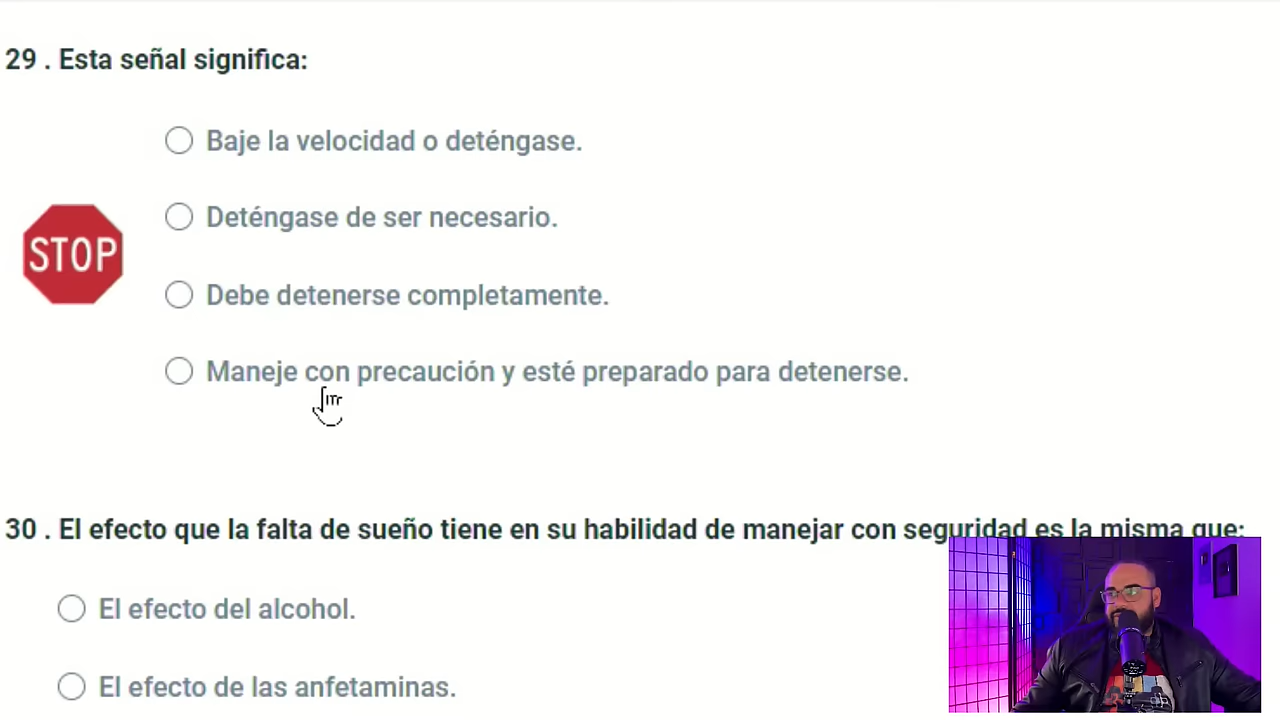 29 . Esta señal significa:
Baje la velocidad o deténgase.
Deténgase de ser necesario.
STOP
Debe detenerse completamente.
Maneje con precaución y esté preparado para detenerse.
30 . El efecto que la falta de sueño tiene en su habilidad de manejar con seguridad es la misma que:
El efecto del alcohol.
El efecto de las anfetaminas.